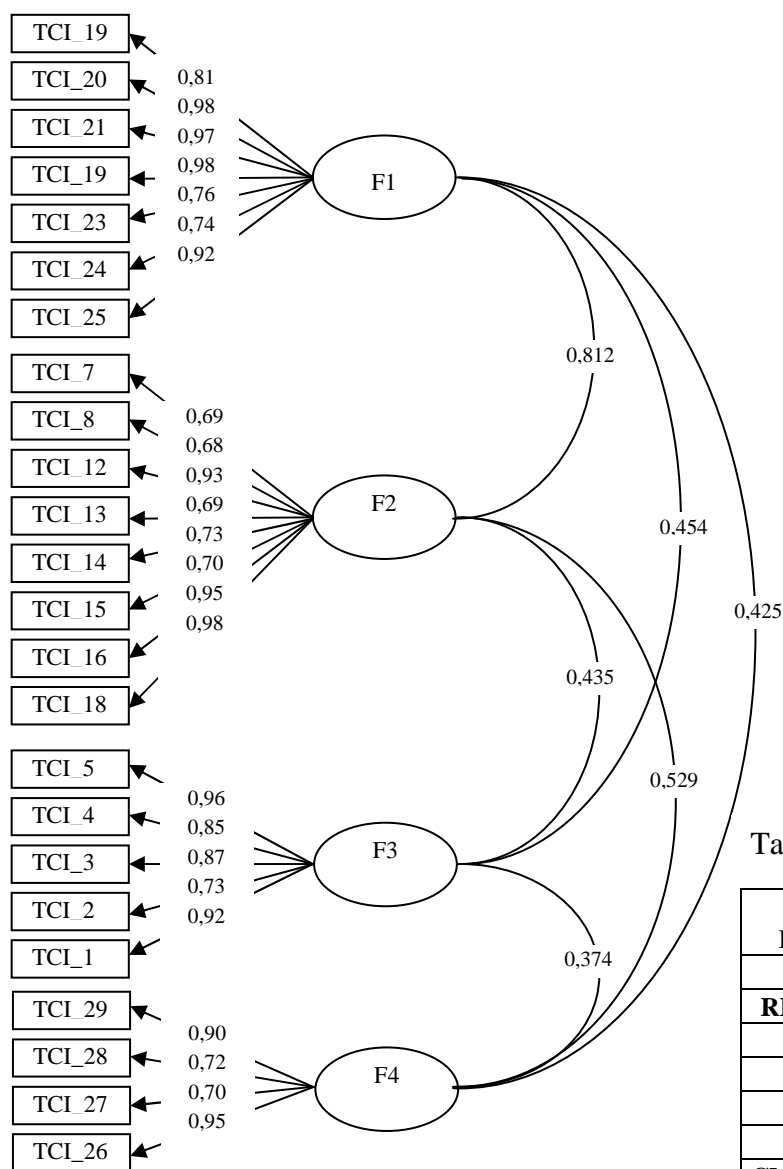 TCI_19
TCI_20
TCI_21
TCI_19
TCI_23
TCI_24
TCI_25
0,81
0,98
0,97
0,98
0,76
0,74
0,92
F1
TCI_7
TCI_8
TCI_12
TCI_13
TCI_14
TCI_15
TCI_16
TCI_18
0,69
0,68
0,93
0,69
0,73
0,70
0,95
0,98
F2
TCI_5
TCI_4
TCI_3
TCI_2
TCI_1
0,96
0,85
0,87
0,73
0,92
F3
TCI_29
TCI_28
TCI_27
TCI_26
0,90
0,72
0,70
0,95
F4
0,812
0,454
0,425
0,435
0,529
0,374
Ta